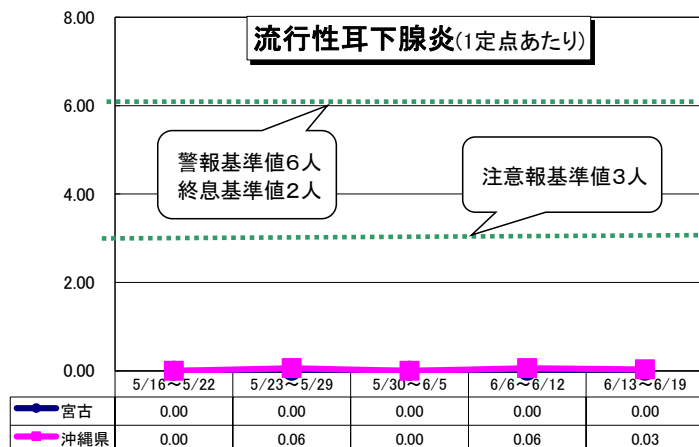 流行性耳下腺炎(1定点あたり)
8.00
6.00
4.00
2.00
0.00
警報基準値6人
終息基準値2人
注意報基準値3人
5/16～5/22 5/23～5/29 5/30～6/5 6/6～6/12 6/13～6/19
宮古 0.00 0.00 0.00 0.00 0.00
沖縄県 0.00 0.06 0.00 0.06 0.03